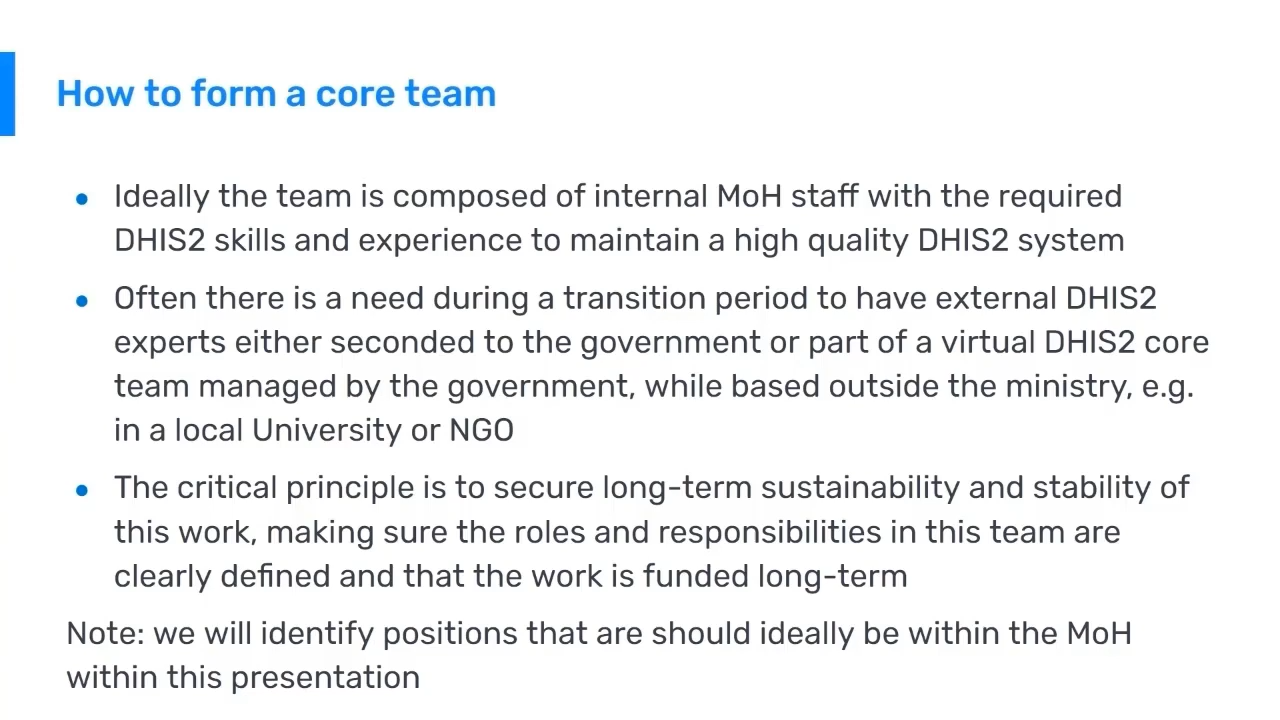 How to form a core team
• Ideally the team is composed of internal MoH staff with the required
DHIS2 skills and experience to maintain a high quality DHIS2 system
• Often there is a need during a transition period to have external DHIS2
experts either seconded to the government or part of a virtual DHIS2 core
team managed by the government, while based outside the ministry, e.g.
in a local University or NGO
• The critical principle is to secure long-term sustainability and stability of
this work, making sure the roles and responsibilities in this team are
clearly defined and that the work is funded long-term
Note: we will identify positions that are should ideally be within the MoH
within this presentation